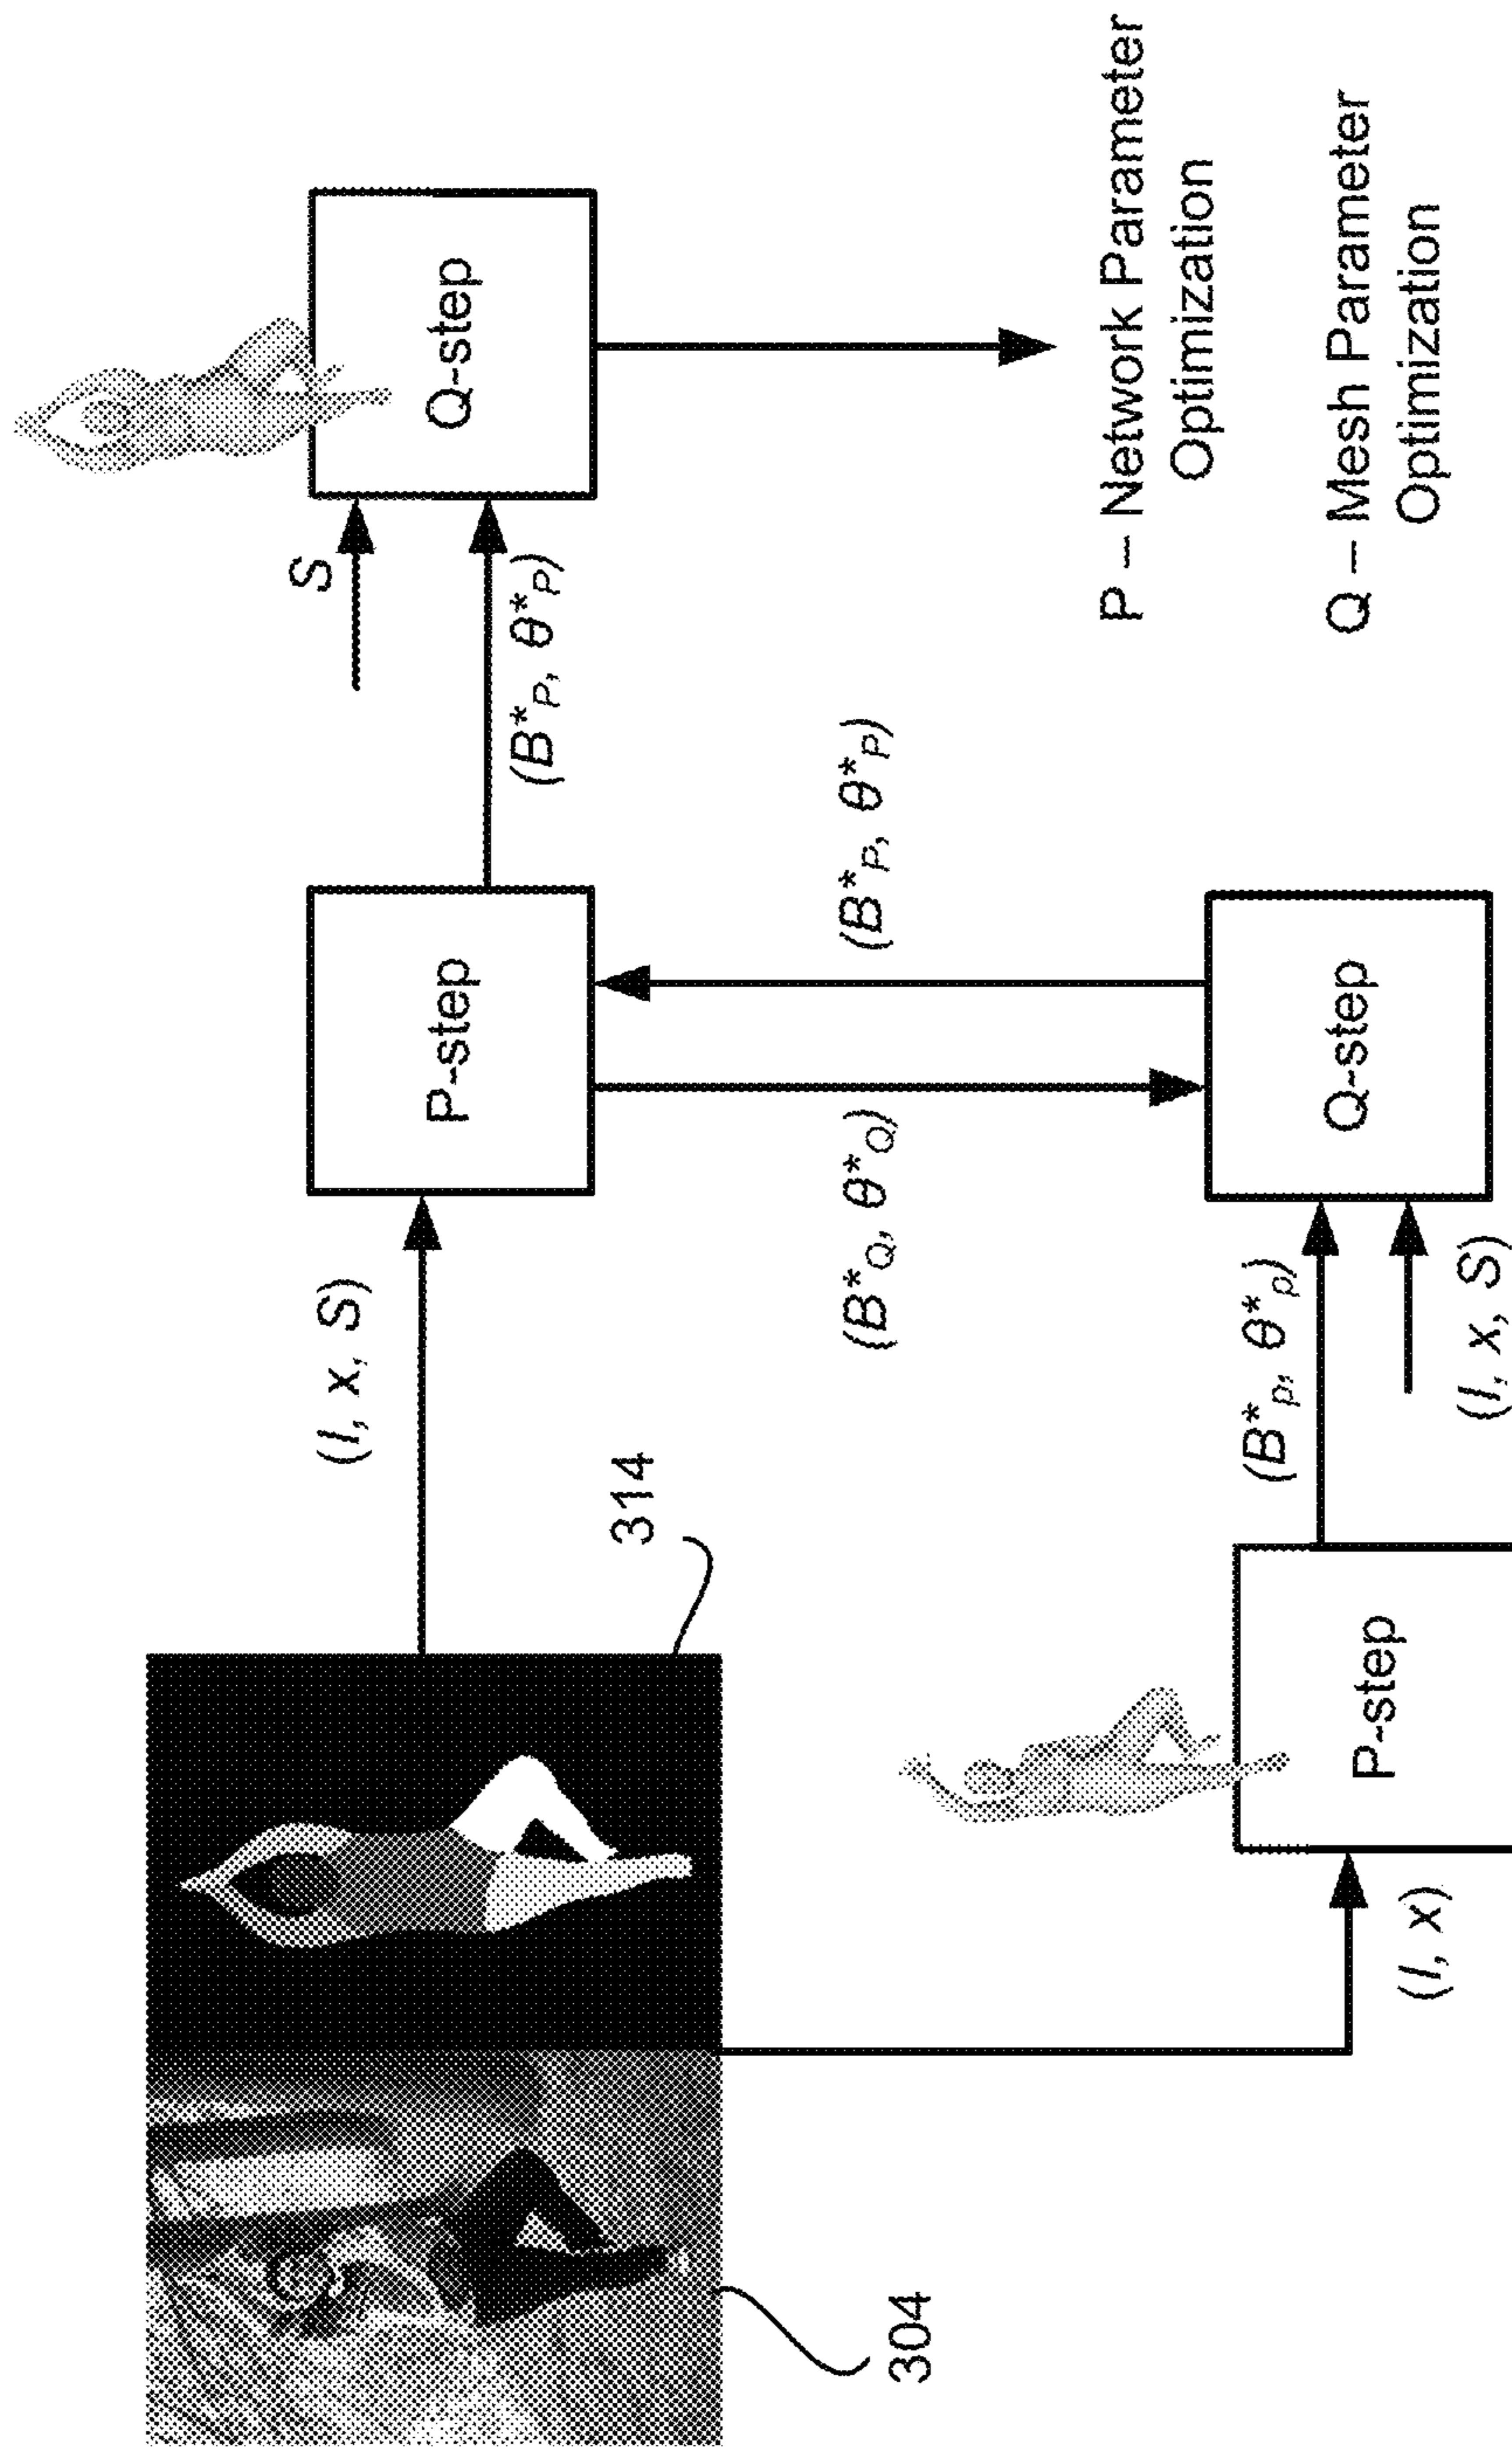 304
314
(I, x, S)
P-step
(B*P, θ*P)
S
Q-step
(I, x)
P-step
(B*p, θ*p)
(I, x, S)
Q-step
(B*Q, θ*Q)
(B*P, θ*P)
P – Network Parameter
Optimization
Q – Mesh Parameter
Optimization